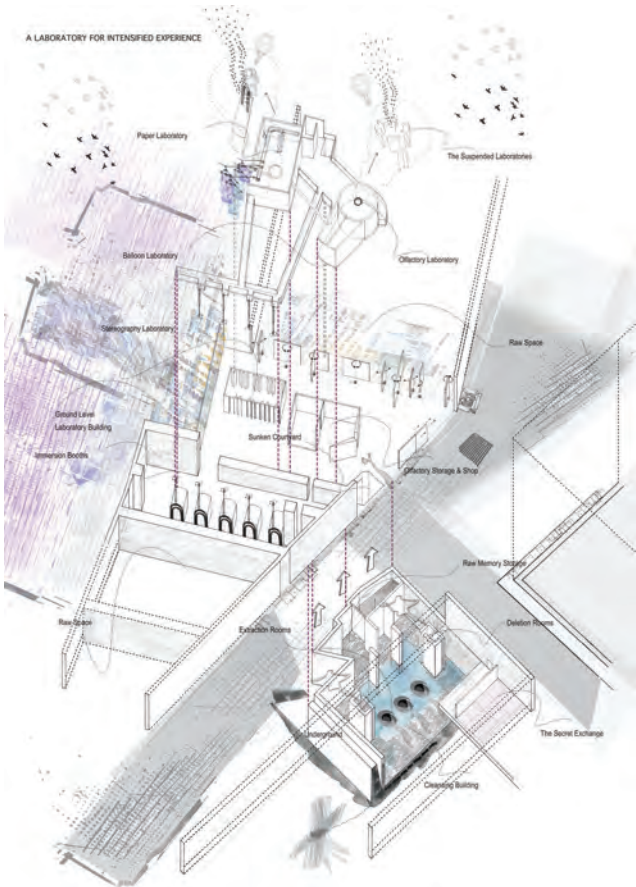 A LABORATORY FOR INTENSIFIED EXPERIENCE
Paper Laboratory
The Suspended Laboratories
Balloon Laboratory
Olfactory Laboratory
Stenography Laboratory
Raw Space
Ground Level
Laboratory Building
Sunken Courtyard
Immersion Booths
Olfactory Storage & Shop
Raw Memory Storage
Raw Space
Extraction Rooms
Deletion Rooms
Underground
The Secret Exchange
Cleansing Building